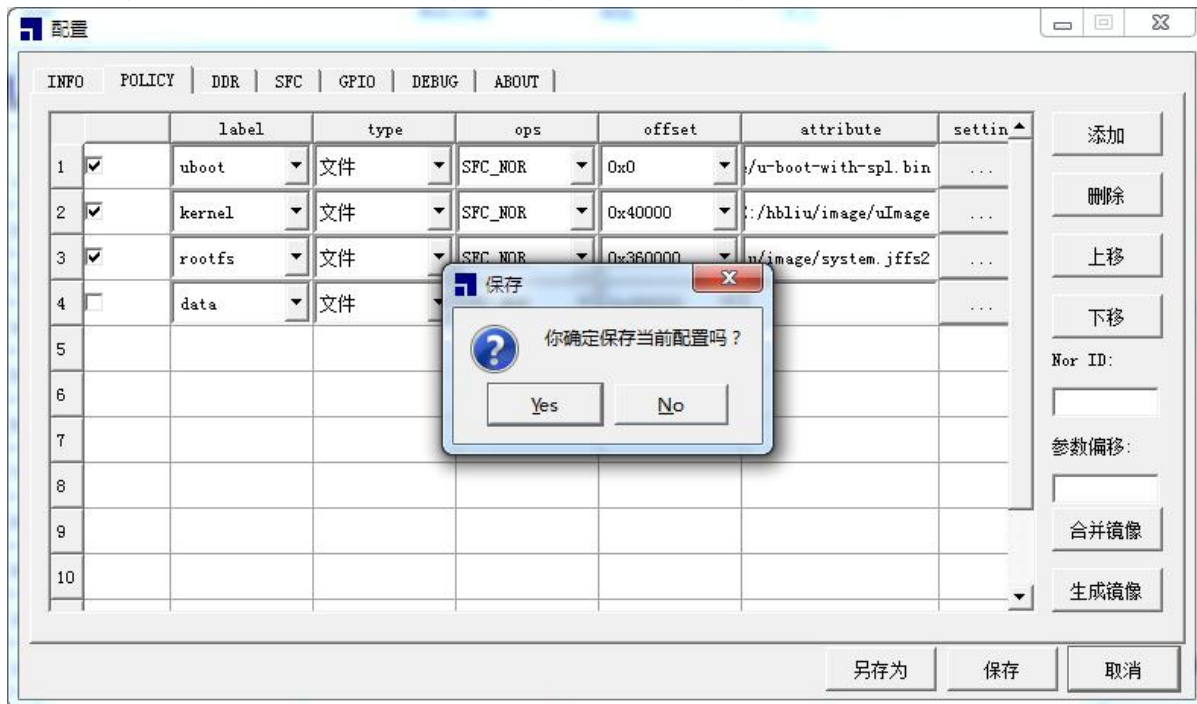 配置
INFO POLICY DDR SFC GPIO DEBUG ABOUT
label type ops offset attribute settin
1 uboot 文件 SFC_NOR 0x0 /u-boot-with-spl.bin ...
2 kernel 文件 SFC_NOR 0x40000 :/hbliu/image/uImage ...
3 rootfs 文件 SFC_NOR 0x360000 u/image/system.jffs2 ...
4 data 文件 ...
5
6
7
8
9
10
保存
你确定保存当前配置吗？
Yes No
添加
删除
上移
下移
Nor ID:
参数偏移:
合并镜像
生成镜像
另存为 保存 取消